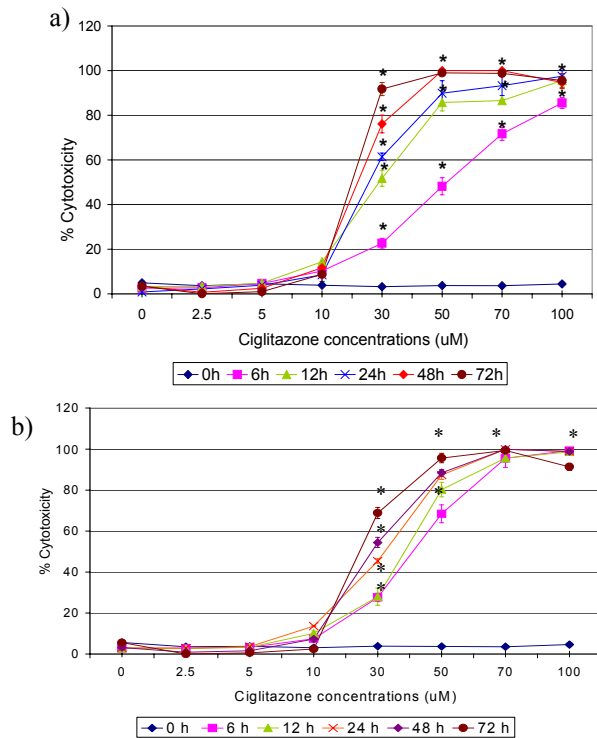 a)
120
100
80
60
40
20
0
% Cytotoxicity
* * * *
* * *
*
*
*
*
*
*
*
0 2.5 5 10 30 50 70 100
Ciglitazone concentrations (uM)
0h 6h 12h 24h 48h 72h
b)
120
100
80
60
40
20
0
% Cytotoxicity
* * *
* *
*
*
*
0 2.5 5 10 30 50 70 100
Ciglitazone concentrations (uM)
0 h 6 h 12 h 24 h 48 h 72 h